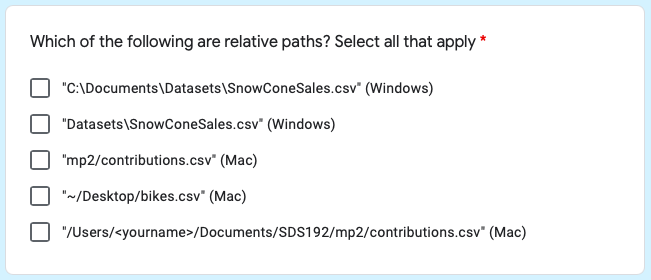 Which of the following are relative paths? Select all that apply *
"C:\Documents\Datasets\SnowConeSales.csv" (Windows)
"Datasets\SnowConeSales.csv" (Windows)
"mp2/contributions.csv" (Mac)
"~/Desktop/bikes.csv" (Mac)
"/Users/<yourname>/Documents/SDS192/mp2/contributions.csv" (Mac)